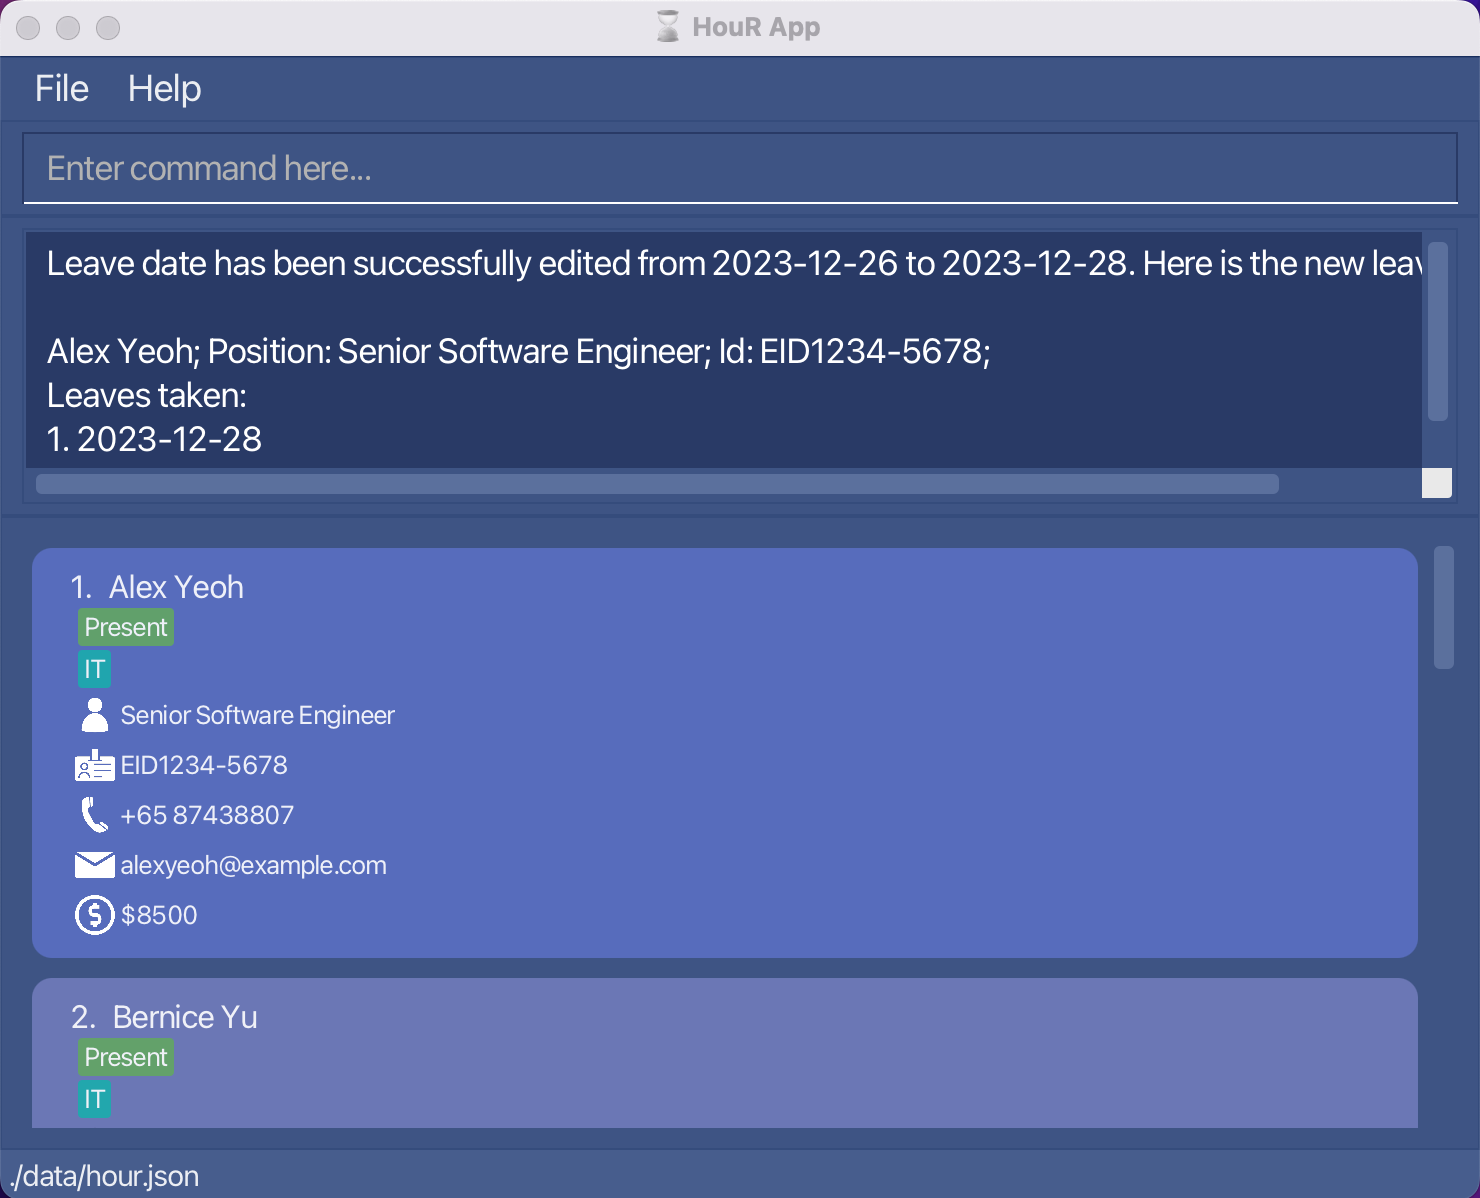 HouR App
File Help
Enter command here...
Leave date has been successfully edited from 2023-12-26 to 2023-12-28. Here is the new
Alex Yeoh; Position: Senior Software Engineer; Id: EID1234-5678;
Leaves taken:
1. 2023-12-28
1. Alex Yeoh
Present
IT
Senior Software Engineer
EID1234-5678
+65 87438807
alexyeoh@example.com
$8500
2. Bernice Yu
Present
IT
./data/hour.json